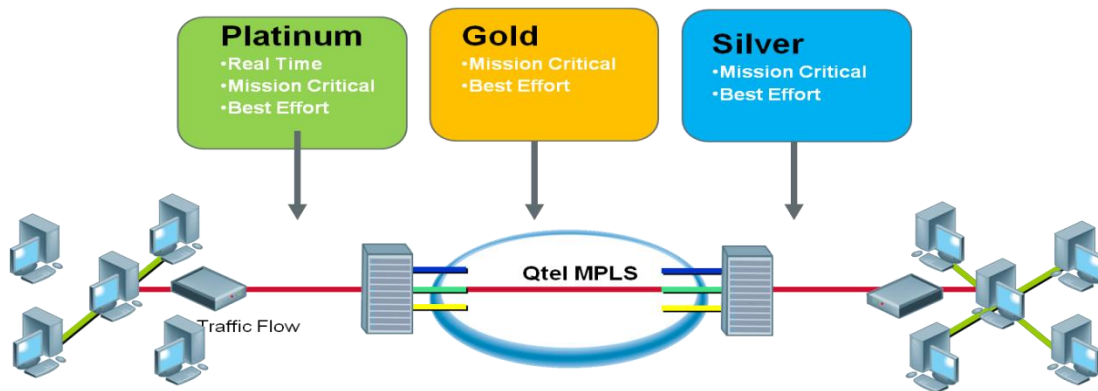 Platinum
•Real Time
•Mission Critical
•Best Effort
Gold
•Mission Critical
•Best Effort
Silver
•Mission Critical
•Best Effort
Qtel MPLS
Traffic Flow